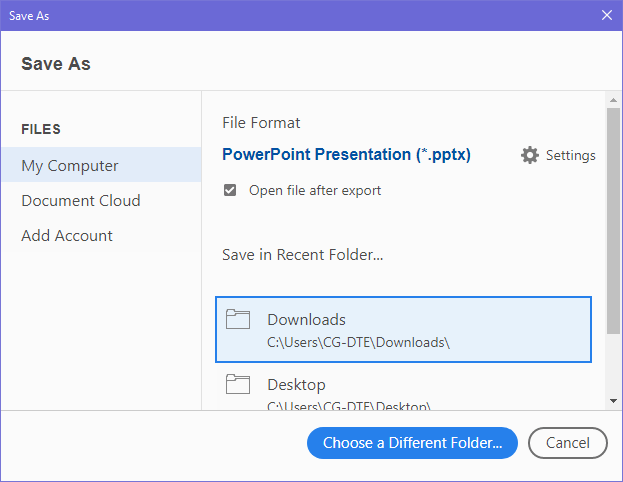 Save As
Save As
FILES
My Computer
Document Cloud
Add Account
File Format
PowerPoint Presentation (*.pptx)
Settings
Open file after export
Save in Recent Folder...
Downloads
C:\Users\CG-DTE\Downloads\
Desktop
C:\Users\CG-DTE\Desktop\
Choose a Different Folder...
Cancel